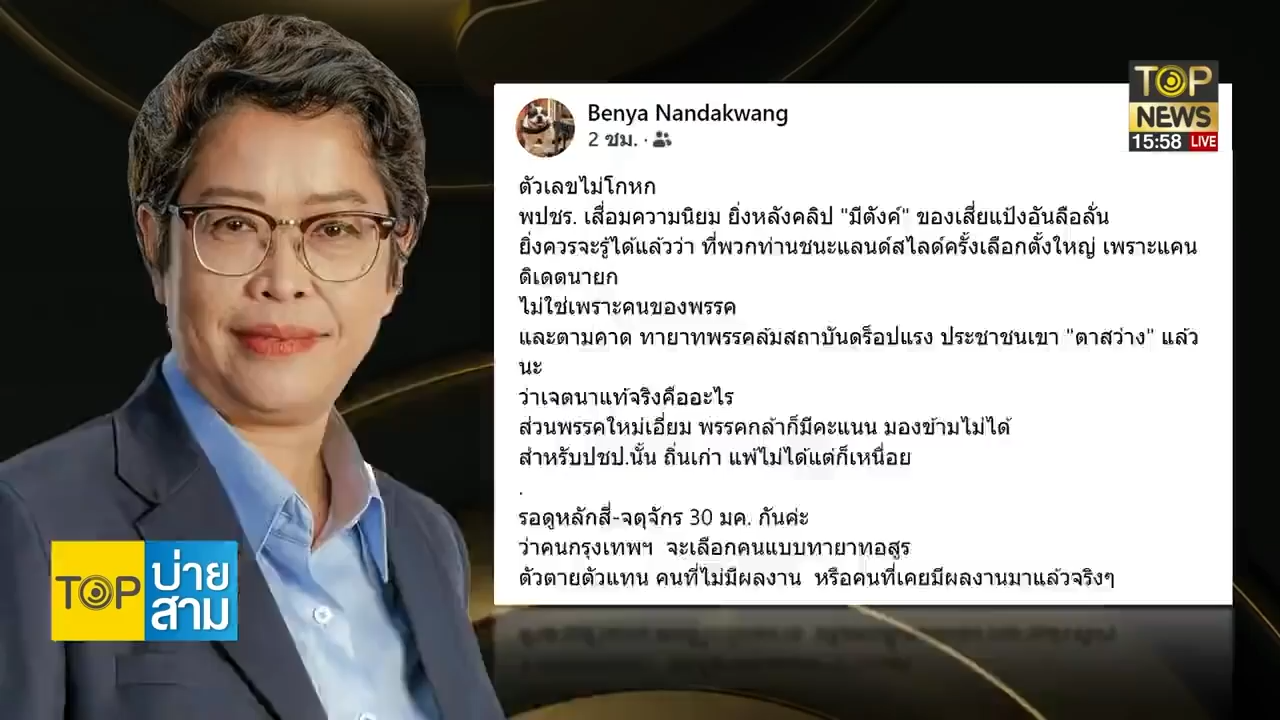 TOP
NEWS
15:58 LIVE
Benya Nandakwang
2 ชม. ·
ตัวเลขไม่โกหก
พปชร. เสื่อมความนิยม ยิ่งหลังคลิป "มีตังค์" ของเสี่ยแป้งอันลือลั่น
ยิ่งควรจะรู้ได้แล้วว่า ที่พวกท่านชนะแลนด์สไลด์ครั้งเลือกตั้งใหญ่ เพราะแคน
ดิเดตนายก
ไม่ใช่เพราะคนของพรรค
และตามคาด ทายาทพรรคล้มสถาบันดร็อปแรง ประชาชนเขา "ตาสว่าง" แล้ว
นะ
ว่าเจตนาแท้จริงคืออะไร
ส่วนพรรคใหม่เอี่ยม พรรคกล้าก็มีคะแนน มองข้ามไม่ได้
สำหรับปชป.นั้น ถิ่นเก่า แพ้ไม่ได้แต่ก็เหนื่อย
.
รอดูหลักสี่-จตุจักร 30 มค. กันค่ะ
ว่าคนกรุงเทพฯ จะเลือกคนแบบทายาทอสูร
ตัวตายตัวแทน คนที่ไม่มีผลงาน หรือคนที่เคยมีผลงานมาแล้วจริงๆ
TOP บ่าย
สาม